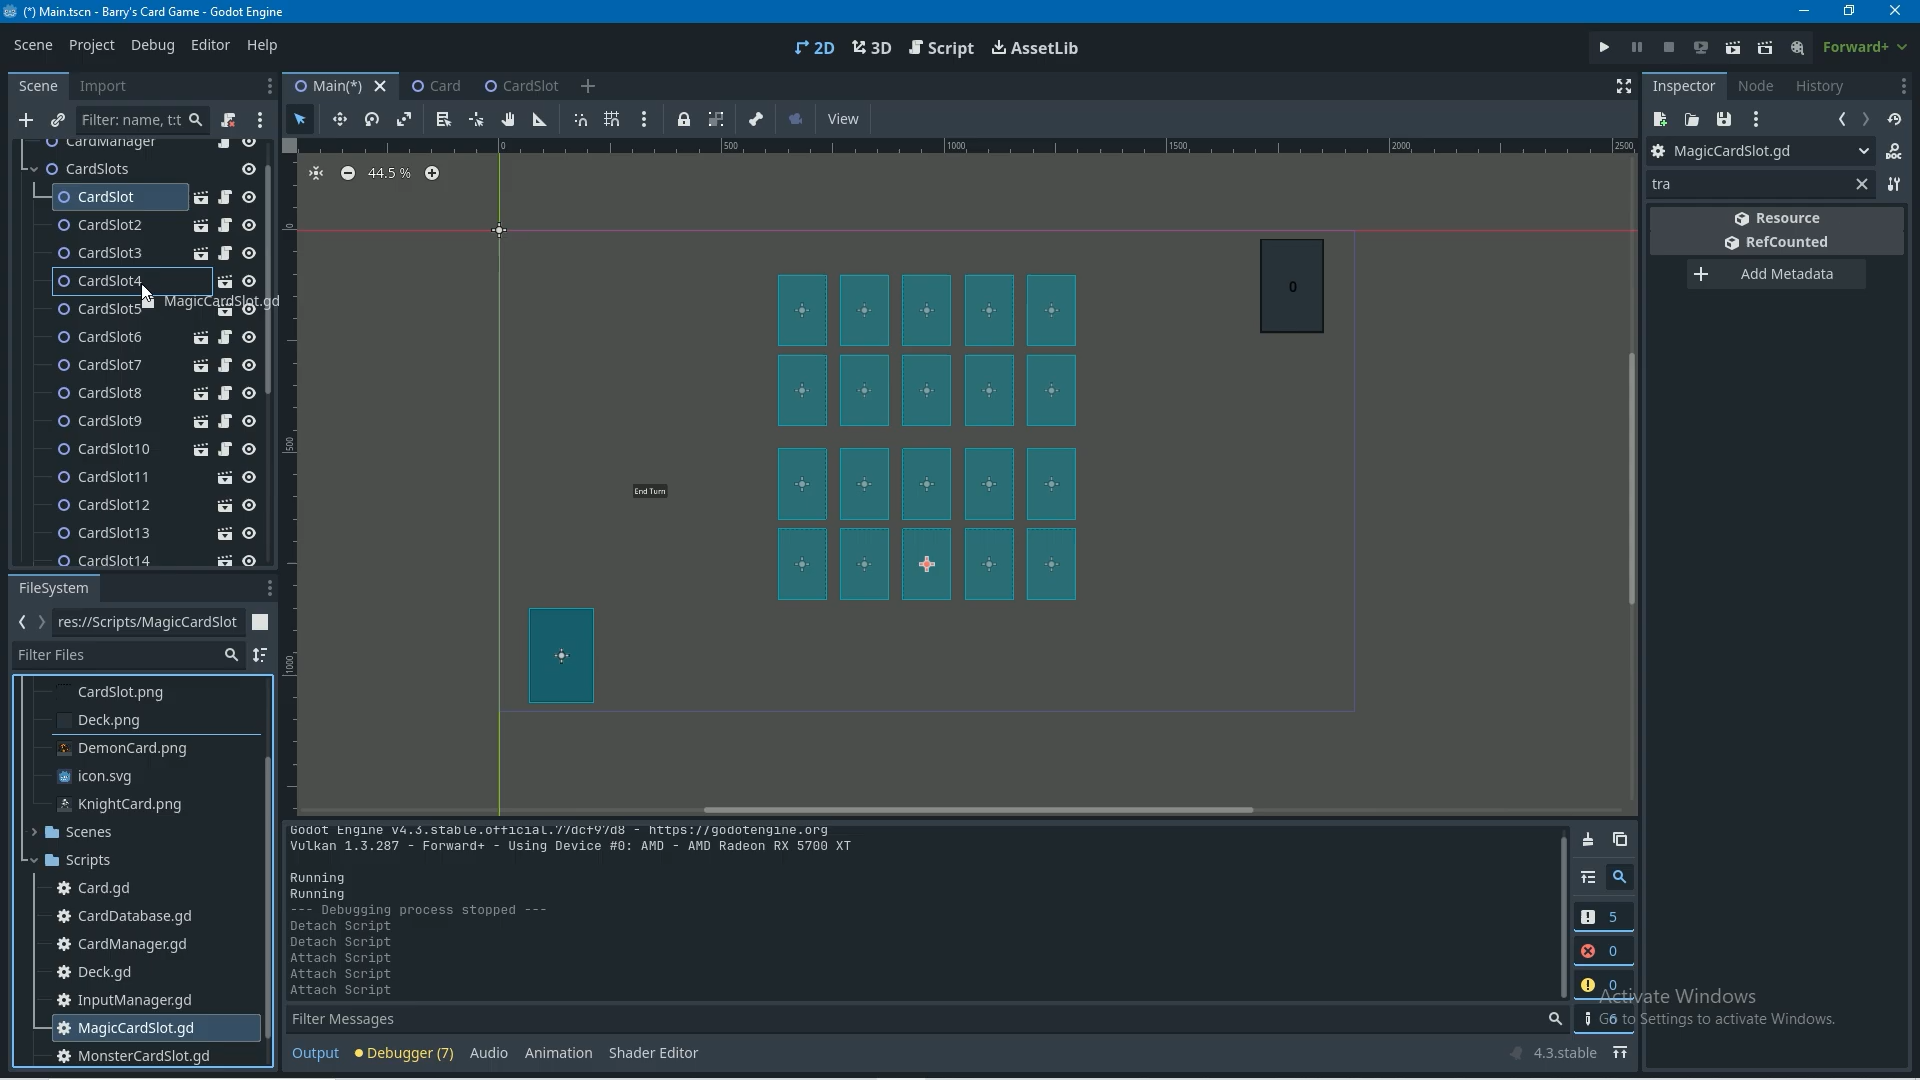 (*) Main.tscn - Barry's Card Game - Godot Engine
Scene Project Debug Editor Help
2D 3D Script AssetLib
Forward+
Scene Import
Main(*) Card CardSlot
Inspector Node History
Filter: name, t:t
View
CardManager
CardSlots
CardSlot
CardSlot2
CardSlot3
CardSlot4
MagicCardSlot.gd
CardSlot5
CardSlot6
CardSlot7
CardSlot8
CardSlot9
CardSlot10
CardSlot11
CardSlot12
CardSlot13
CardSlot14
FileSystem
res://Scripts/MagicCardSlot
Filter Files
CardSlot.png
Deck.png
DemonCard.png
icon.svg
KnightCard.png
Scenes
Scripts
Card.gd
CardDatabase.gd
CardManager.gd
Deck.gd
InputManager.gd
MagicCardSlot.gd
MonsterCardSlot.gd
0 500 1000 1500 2000 2500
44.5 %
0
500
1000
0
End Turn
Godot Engine v4.3.stable.official.77dcf97d8 - https://godotengine.org
Vulkan 1.3.287 - Forward+ - Using Device #0: AMD - AMD Radeon RX 5700 XT
Running
Running
--- Debugging process stopped ---
Detach Script
Detach Script
Attach Script
Attach Script
Attach Script
5
0
0
6
Filter Messages
Output Debugger (7) Audio Animation Shader Editor
4.3.stable
MagicCardSlot.gd
DOC
tra
Resource
RefCounted
Add Metadata
Activate Windows
Go to Settings to activate Windows.